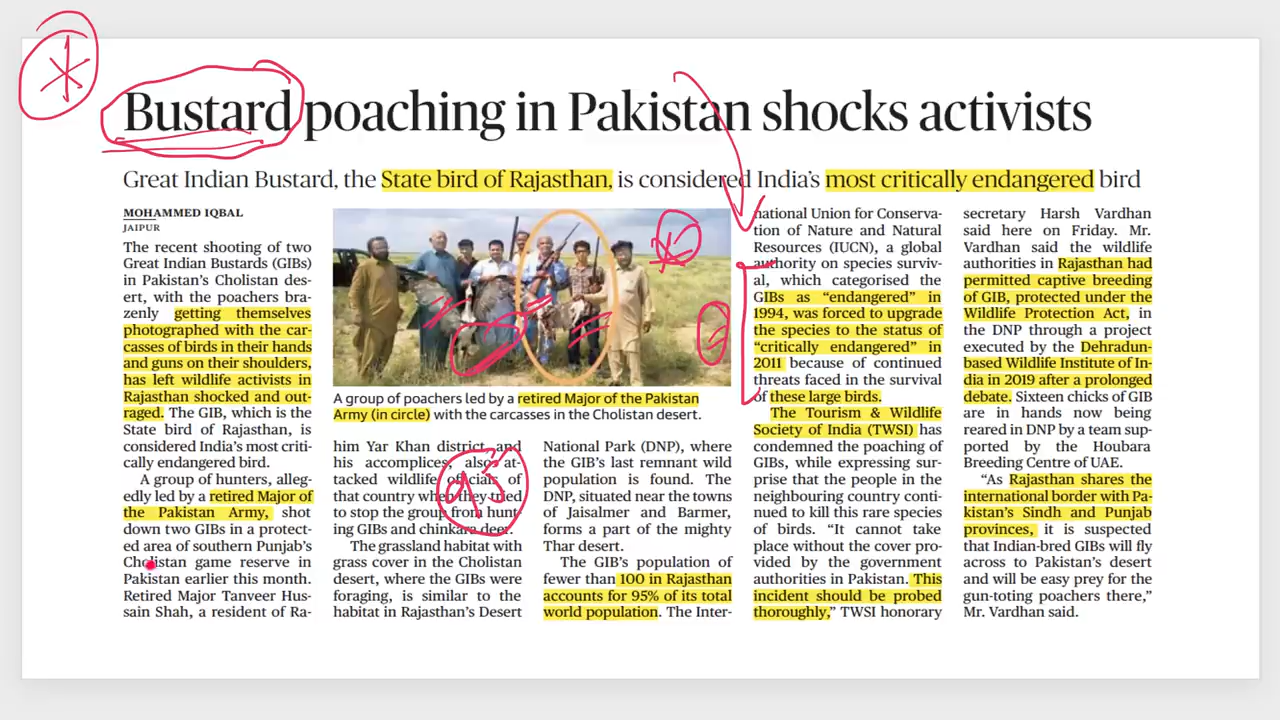 Bustard poaching in Pakistan shocks activists
Great Indian Bustard, the State bird of Rajasthan, is considered India's most critically endangered bird
MOHAMMED IQBAL
JAIPUR
The recent shooting of two
Great Indian Bustards (GIBs)
in Pakistan's Cholistan des-
ert, with the poachers bra-
zenly getting themselves
photographed with the car-
casses of birds in their hands
and guns on their shoulders,
has left wildlife activists in
Rajasthan shocked and out-
raged. The GIB, which is the
State bird of Rajasthan, is
considered India's most criti-
cally endangered bird.
A group of hunters, alleg-
edly led by a retired Major of
the Pakistan Army, shot
down two GIBs in a protect-
ed area of southern Punjab's
Cholistan game reserve in
Pakistan earlier this month.
Retired Major Tanveer Hus-
sain Shah, a resident of Ra-
A group of poachers led by a retired Major of the Pakistan
Army (in circle) with the carcasses in the Cholistan desert.
him Yar Khan district, and
his accomplices, also at-
tacked wildlife officials of
that country when they tried
to stop the group from hunt-
ing GIBs and chinkara deer.
The grassland habitat with
grass cover in the Cholistan
desert, where the GIBs were
foraging, is similar to the
habitat in Rajasthan's Desert
95
National Park (DNP), where
the GIB's last remnant wild
population is found. The
DNP, situated near the towns
of Jaisalmer and Barmer,
forms a part of the mighty
Thar desert.
The GIB's population of
fewer than 100 in Rajasthan
accounts for 95% of its total
world population. The Inter-
national Union for Conserva-
tion of Nature and Natural
Resources (IUCN), a global
authority on species surviv-
al, which categorised the
GIBs as “endangered” in
1994, was forced to upgrade
the species to the status of
“critically endangered” in
2011 because of continued
threats faced in the survival
of these large birds.
The Tourism & Wildlife
Society of India (TWSI) has
condemned the poaching of
GIBs, while expressing sur-
prise that the people in the
neighbouring country conti-
nued to kill this rare species
of birds. “It cannot take
place without the cover pro-
vided by the government
authorities in Pakistan. This
incident should be probed
thoroughly,” TWSI honorary
secretary Harsh Vardhan
said here on Friday. Mr.
Vardhan said the wildlife
authorities in Rajasthan had
permitted captive breeding
of GIB, protected under the
Wildlife Protection Act, in
the DNP through a project
executed by the Dehradun-
based Wildlife Institute of In-
dia in 2019 after a prolonged
debate. Sixteen chicks of GIB
are in hands now being
reared in DNP by a team sup-
ported by the Houbara
Breeding Centre of UAE.
“As Rajasthan shares the
international border with Pa-
kistan's Sindh and Punjab
provinces, it is suspected
that Indian-bred GIBs will fly
across to Pakistan's desert
and will be easy prey for the
gun-toting poachers there,”
Mr. Vardhan said.